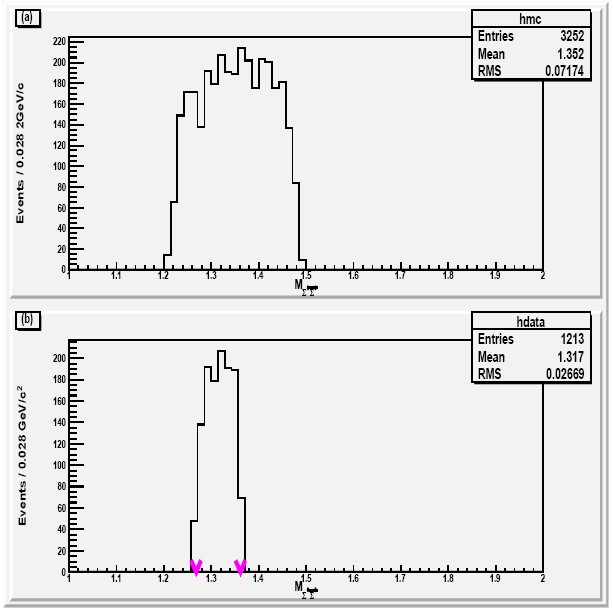 (a)
hmc
Entries 3252
Mean 1.352
RMS 0.07174
Events / 0.028 2GeV/c
220
200
180
160
140
120
100
80
60
40
20
0
1 1.1 1.2 1.3 1.4 1.5 1.6 1.7 1.8 1.9 2
M
(b)
hdata
Entries 1213
Mean 1.317
RMS 0.02669
Events / 0.028 GeV/c²
200
180
160
140
120
100
80
60
40
20
0
1 1.1 1.2 1.3 1.4 1.5 1.6 1.7 1.8 1.9 2
M